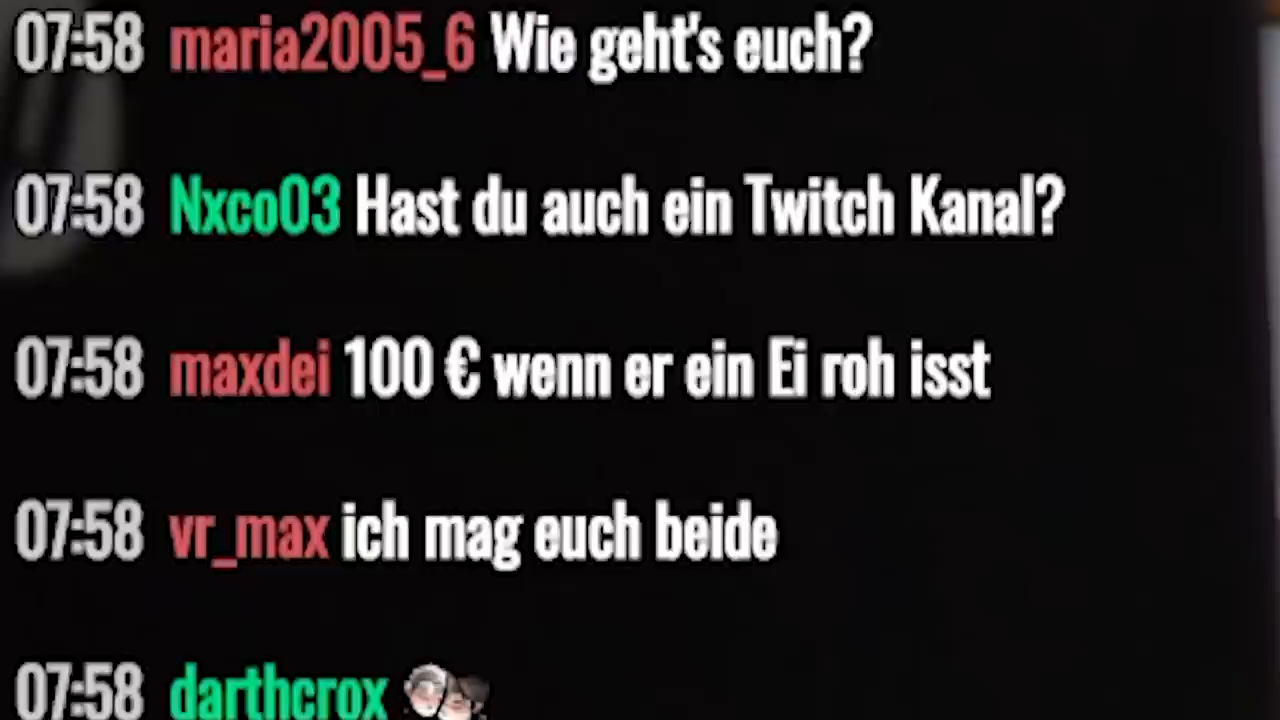 07:58 maria2005_6 Wie geht's euch?
07:58 Nxco03 Hast du auch ein Twitch Kanal?
07:58 maxdei 100 € wenn er ein Ei roh isst
07:58 vr_max ich mag euch beide
07:58 darthcrox